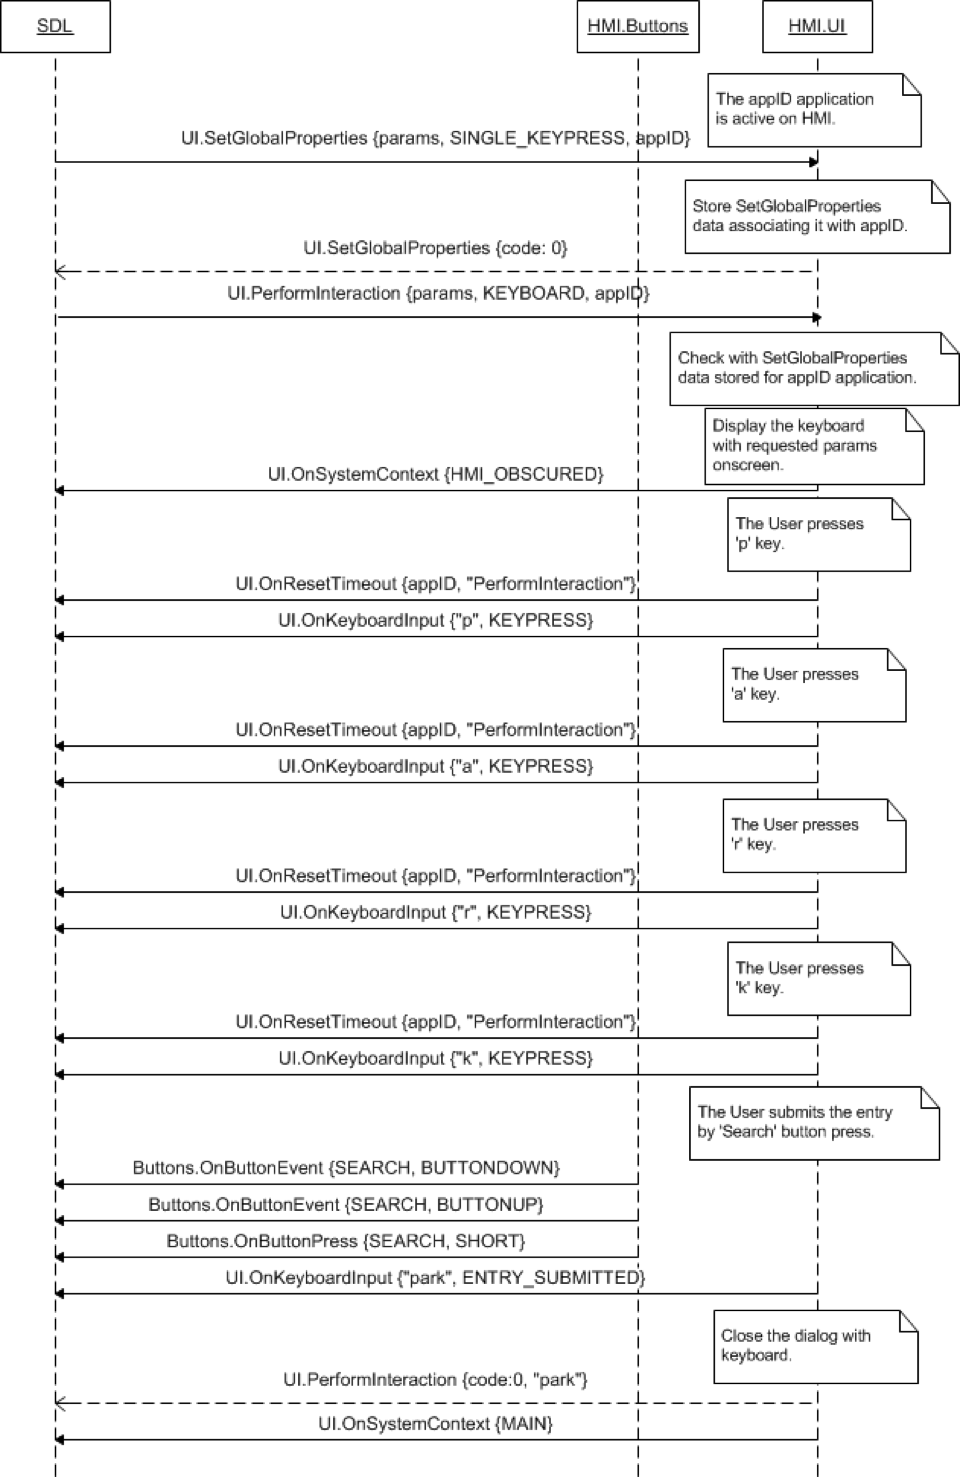 SDL
HMI.Buttons
HMI.UI
The appID application
is active on HMI.
UI.SetGlobalProperties {params, SINGLE_KEYPRESS, appID}
Store SetGlobalProperties
data associating it with appID.
UI.SetGlobalProperties {code: 0}
UI.PerformInteraction {params, KEYBOARD, appID}
Check with SetGlobalProperties
data stored for appID application.
Display the keyboard
with requested params
onscreen.
UI.OnSystemContext {HMI_OBSCURED}
The User presses
'p' key.
UI.OnResetTimeout {appID, "PerformInteraction"}
UI.OnKeyboardInput {"p", KEYPRESS}
The User presses
'a' key.
UI.OnResetTimeout {appID, "PerformInteraction"}
UI.OnKeyboardInput {"a", KEYPRESS}
The User presses
'r' key.
UI.OnResetTimeout {appID, "PerformInteraction"}
UI.OnKeyboardInput {"r", KEYPRESS}
The User presses
'k' key.
UI.OnResetTimeout {appID, "PerformInteraction"}
UI.OnKeyboardInput {"k", KEYPRESS}
The User submits the entry
by 'Search' button press.
Buttons.OnButtonEvent {SEARCH, BUTTONDOWN}
Buttons.OnButtonEvent {SEARCH, BUTTONUP}
Buttons.OnButtonPress {SEARCH, SHORT}
UI.OnKeyboardInput {"park", ENTRY_SUBMITTED}
Close the dialog with
keyboard.
UI.PerformInteraction {code:0, "park"}
UI.OnSystemContext {MAIN}